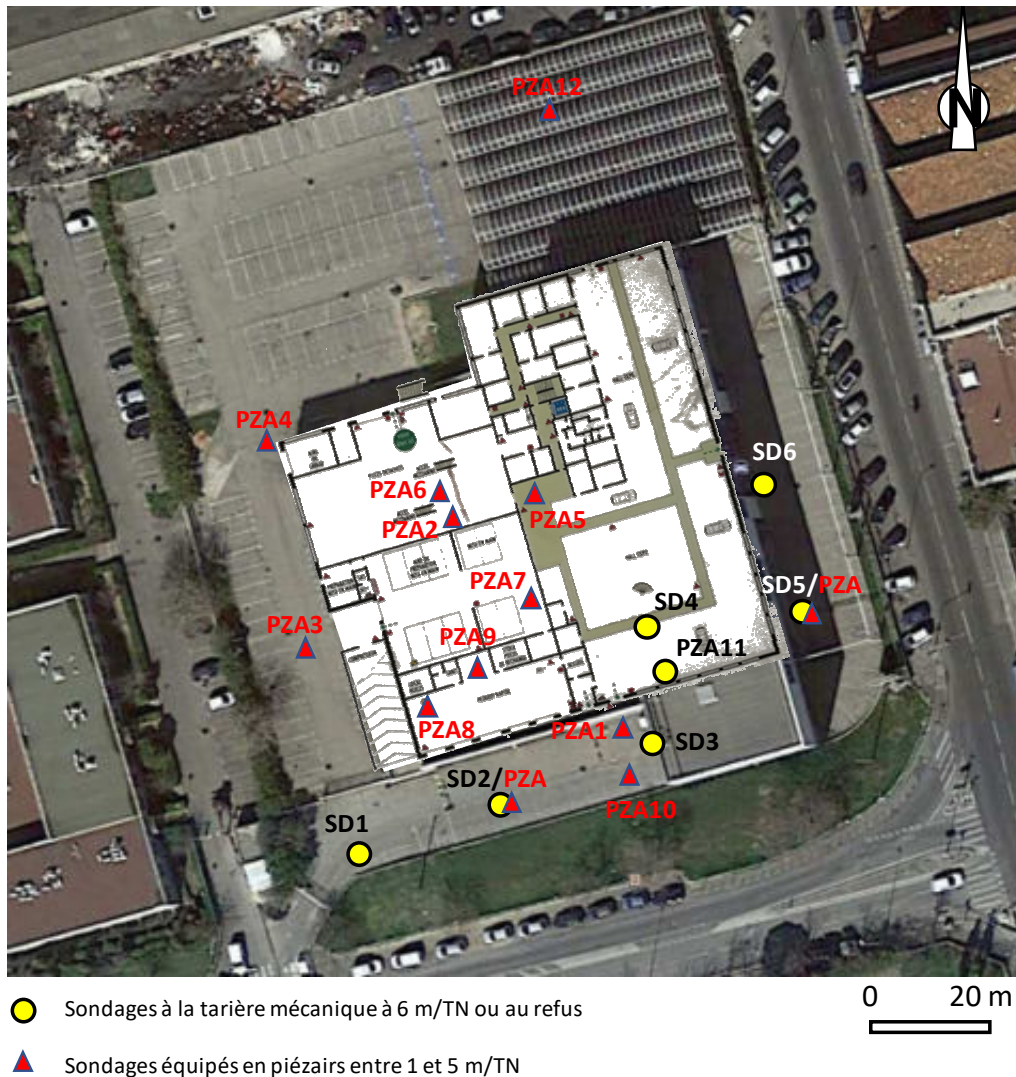 PZA12
N
PZA4
SD6
PZA6
PZA2
PZA5
SD5/PZA
PZA7
SD4
PZA3
PZA9
PZA11
PZA8
PZA1
SD3
SD2/PZA
PZA10
SD1
0 20 m
Sondages à la tarière mécanique à 6 m/TN ou au refus
Sondages équipés en piézairs entre 1 et 5 m/TN